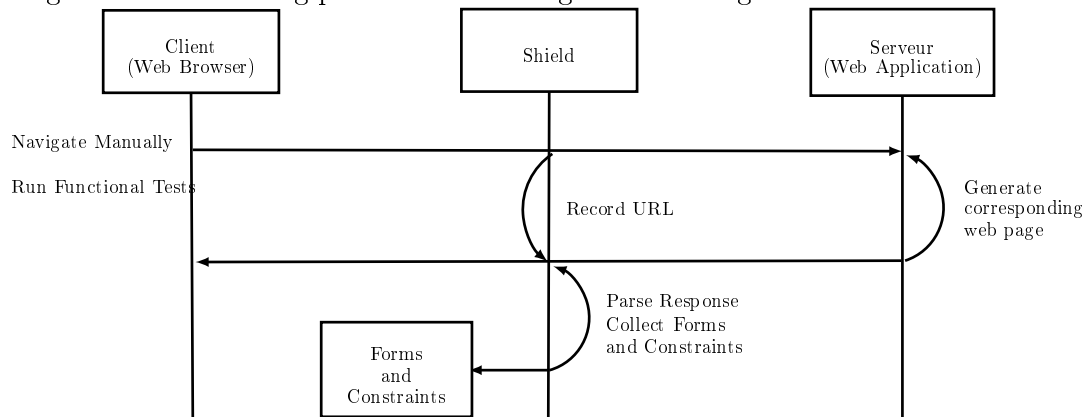 Client
(Web Browser)
Shield
Serveur
(Web Application)
Navigate Manually
Run Functional Tests
Record URL
Generate
corresponding
web page
Parse Response
Collect Forms
and Constraints
Forms
and
Constraints